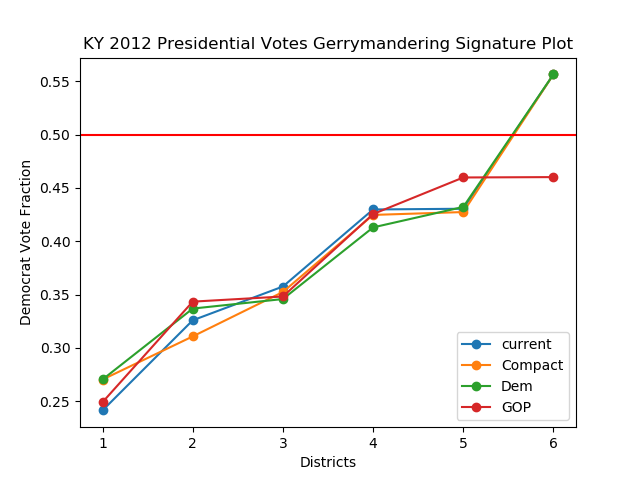 KY 2012 Presidential Votes Gerrymandering Signature Plot
0.55
0.50
0.45
0.40
0.35
0.30
0.25
Democrat Vote Fraction
current
Compact
Dem
GOP
1 2 3 4 5 6
Districts